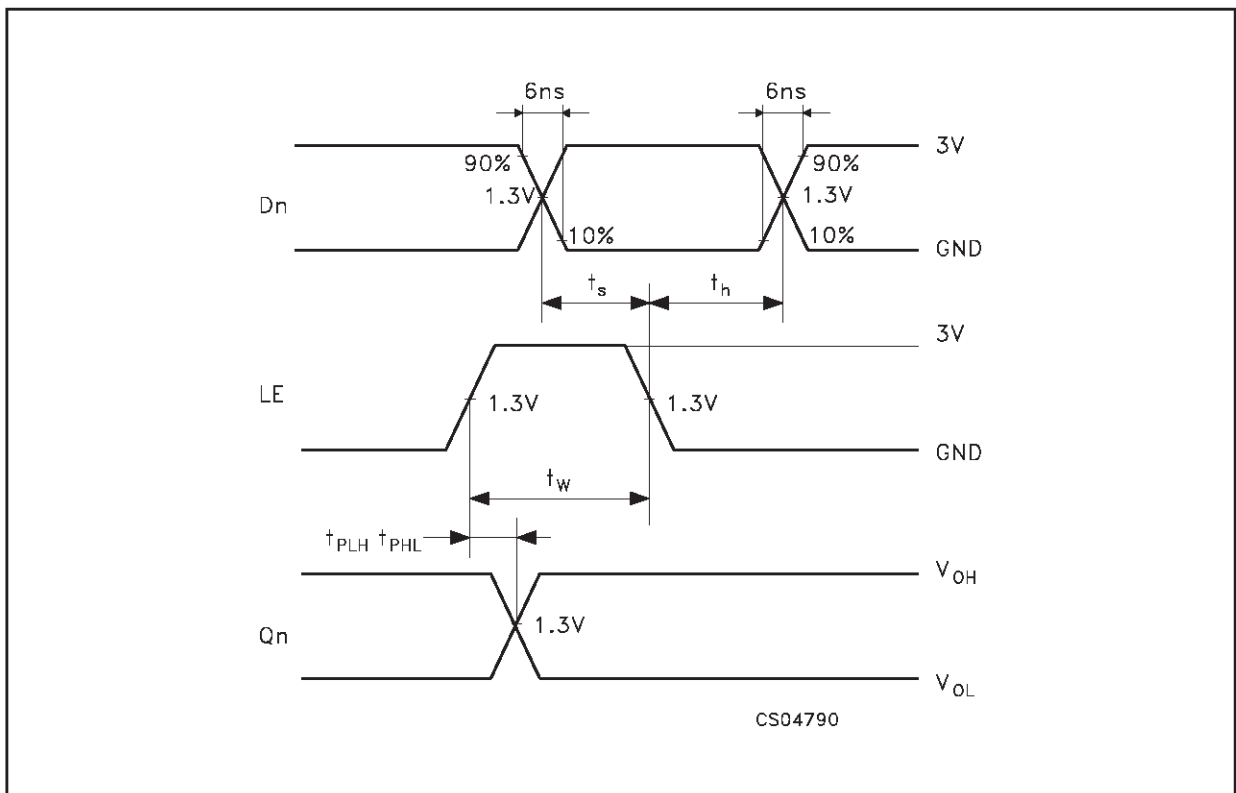 6ns 6ns
3V
90% 90%
1.3V 1.3V
Dn
10% 10%
GND
ts th
3V
LE
1.3V 1.3V
GND
tW
tPLH tPHL
VOH
Qn
1.3V
VOL
CS04790